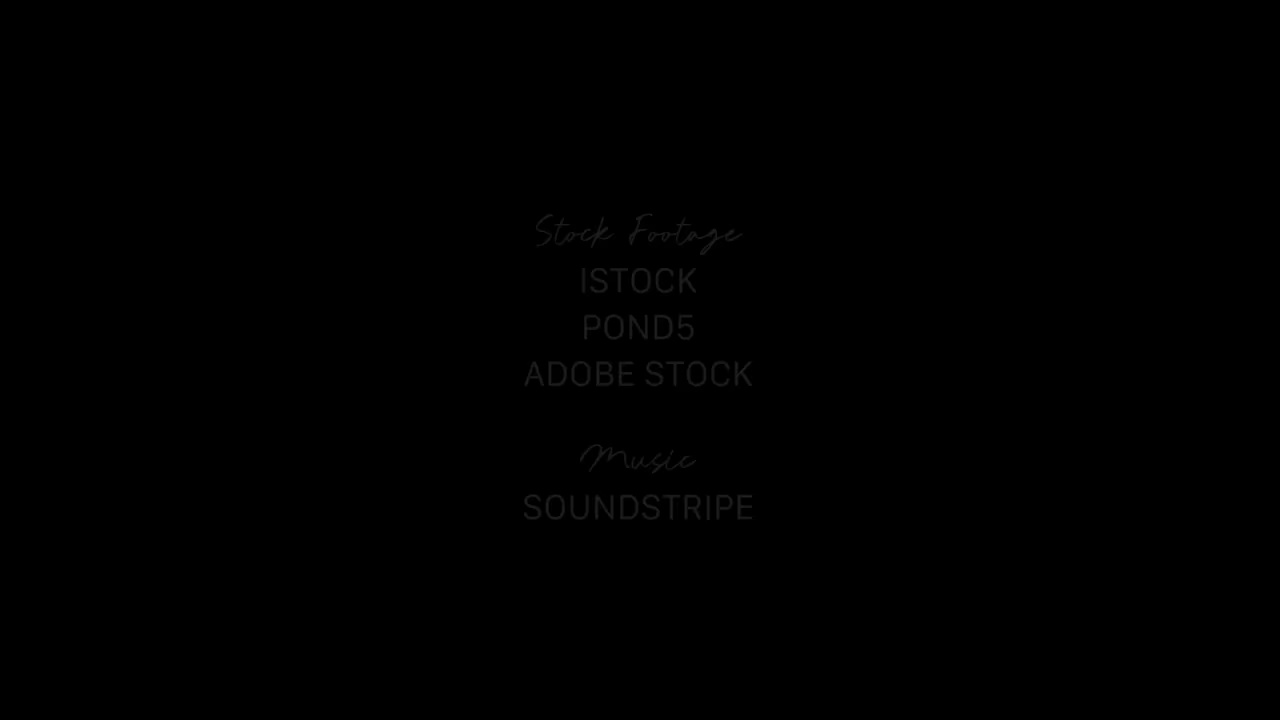 Stock Footage
ISTOCK
POND5
ADOBE STOCK
Music
SOUNDSTRIPE